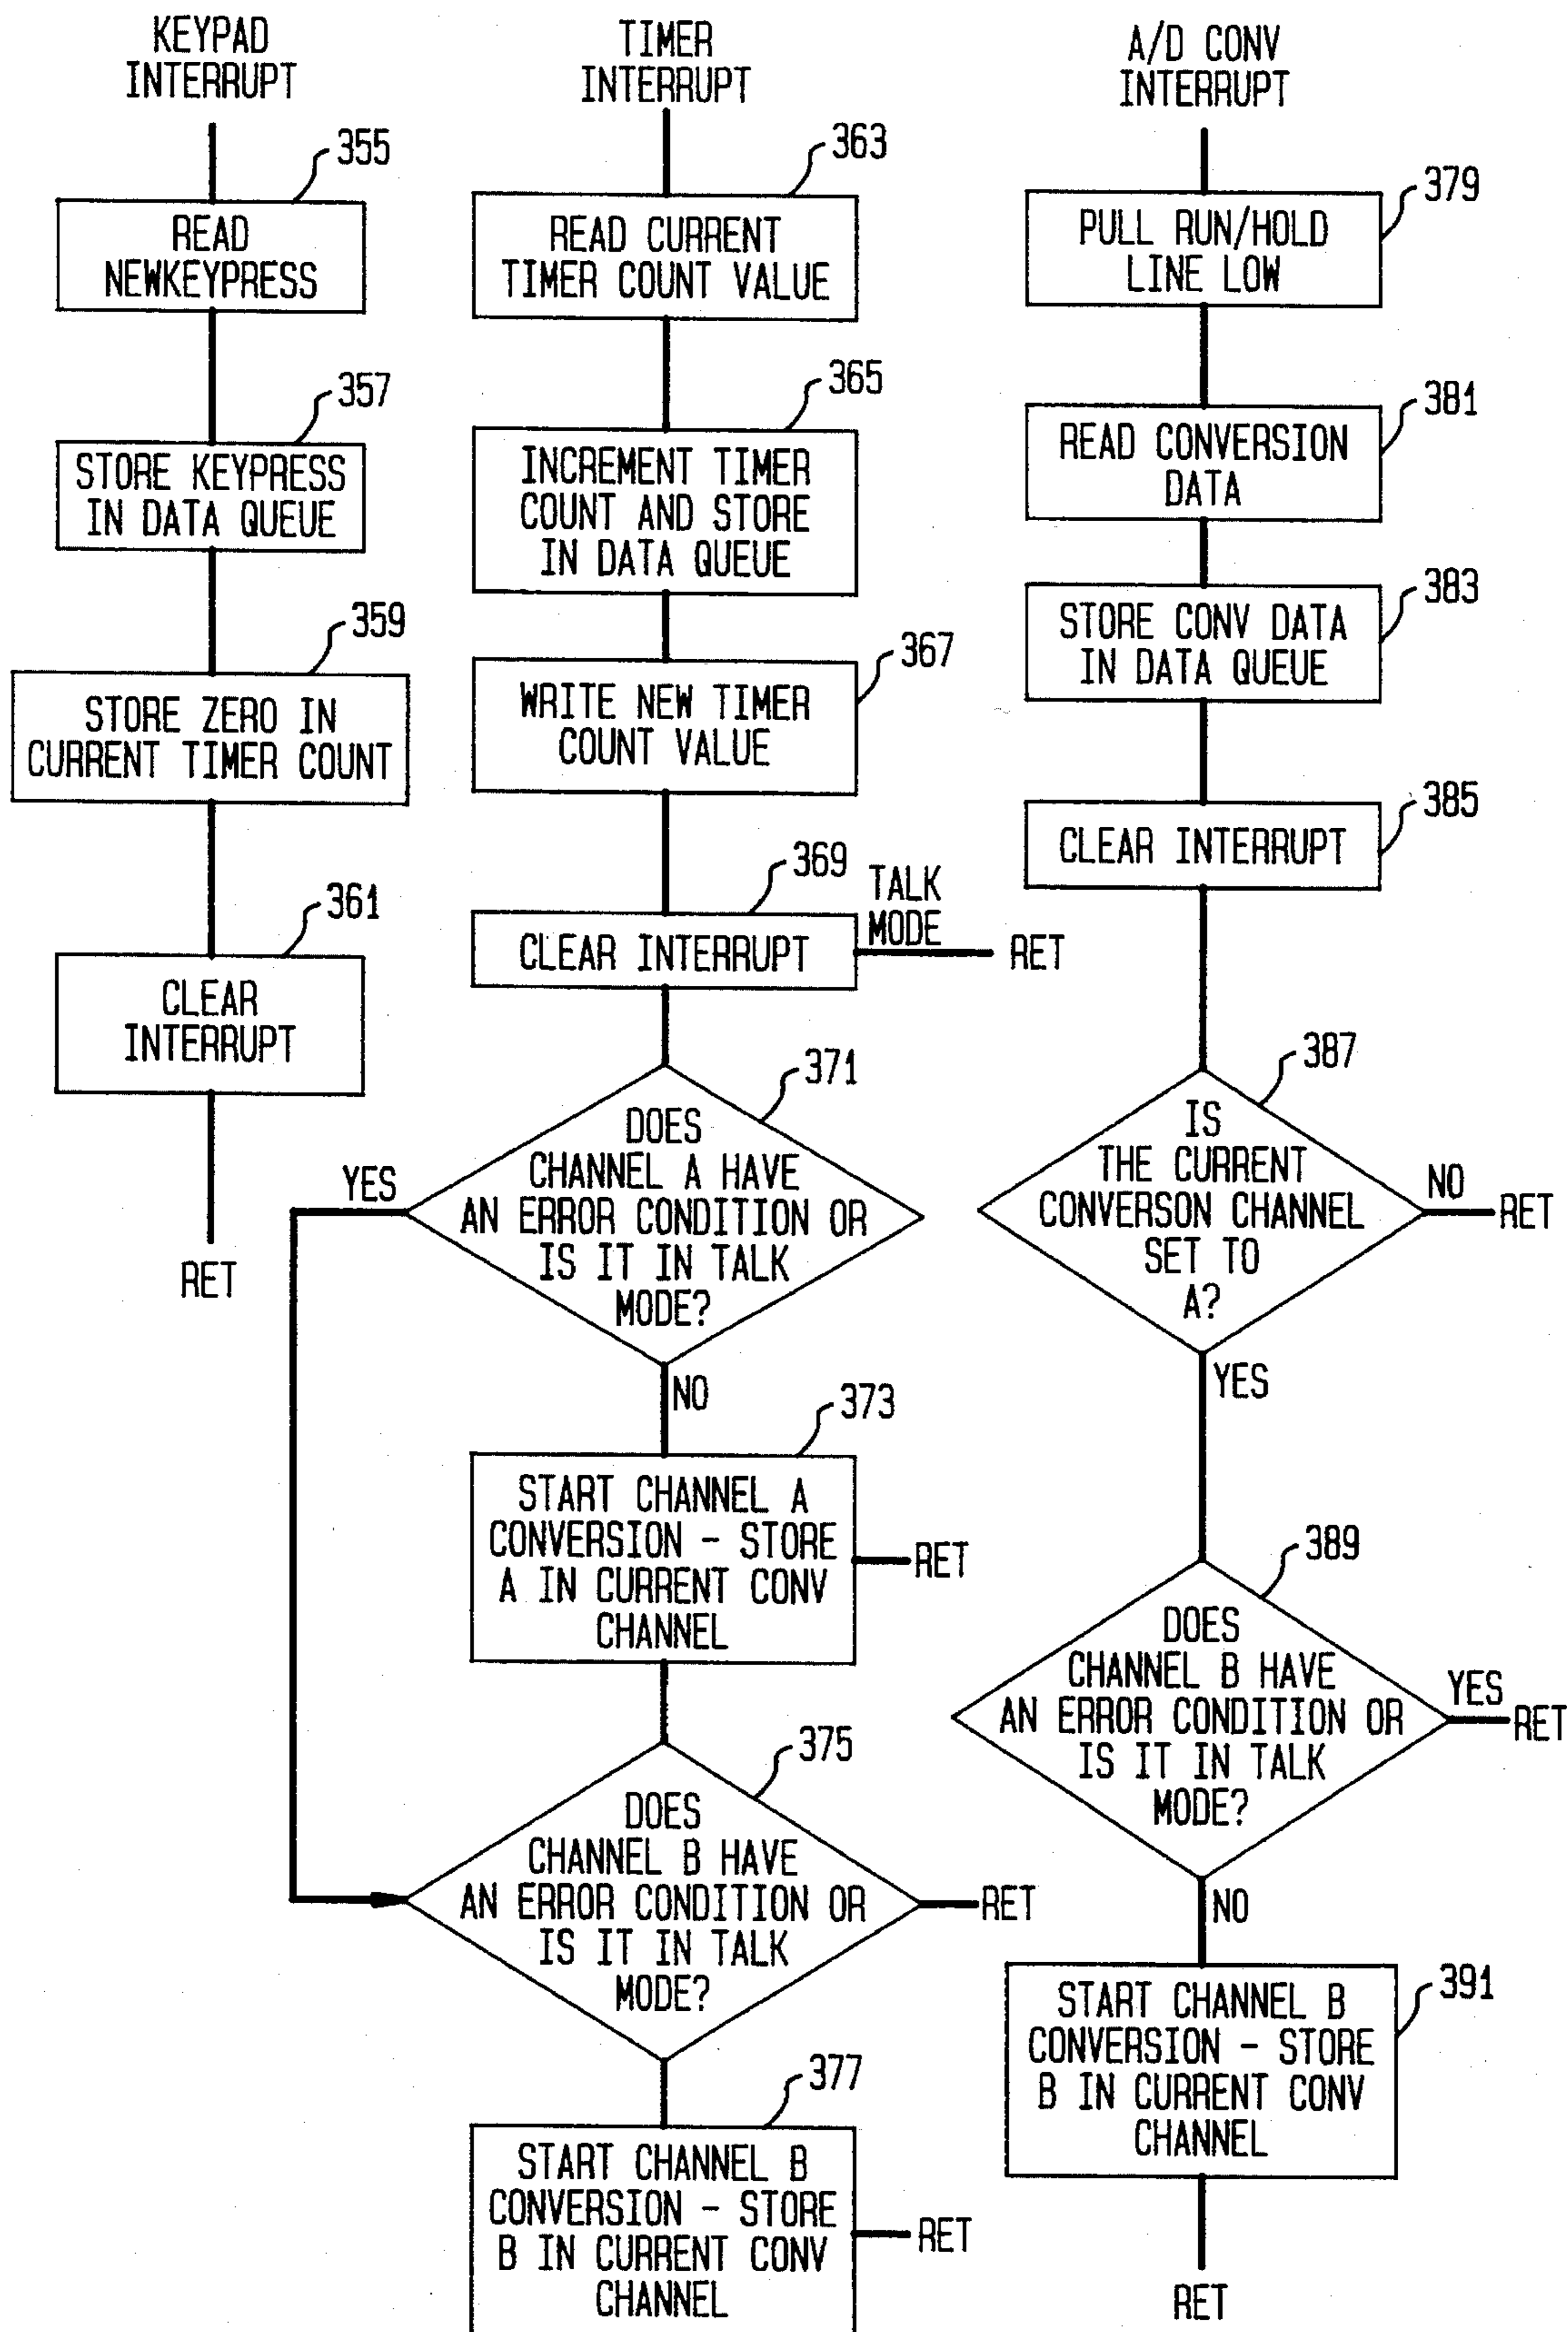 KEYPAD
INTERRUPT
355
READ
NEWKEYPRESS
357
STORE KEYPRESS
IN DATA QUEUE
359
STORE ZERO IN
CURRENT TIMER COUNT
361
CLEAR
INTERRUPT
RET
TIMER
INTERRUPT
363
READ CURRENT
TIMER COUNT VALUE
365
INCREMENT TIMER
COUNT AND STORE
IN DATA QUEUE
367
WRITE NEW TIMER
COUNT VALUE
369
CLEAR INTERRUPT
TALK
MODE
RET
371
DOES
CHANNEL A HAVE
AN ERROR CONDITION OR
IS IT IN TALK
MODE?
YES
NO
373
START CHANNEL A
CONVERSION - STORE
A IN CURRENT CONV
CHANNEL
RET
375
DOES
CHANNEL B HAVE
AN ERROR CONDITION OR
IS IT IN TALK
MODE?
RET
377
START CHANNEL B
CONVERSION - STORE
B IN CURRENT CONV
CHANNEL
RET
A/D CONV
INTERRUPT
379
PULL RUN/HOLD
LINE LOW
381
READ CONVERSION
DATA
383
STORE CONV DATA
IN DATA QUEUE
385
CLEAR INTERRUPT
387
IS
THE CURRENT
CONVERSON CHANNEL
SET TO
A?
NO
RET
YES
389
DOES
CHANNEL B HAVE
AN ERROR CONDITION OR
IS IT IN TALK
MODE?
YES
RET
NO
391
START CHANNEL B
CONVERSION - STORE
B IN CURRENT CONV
CHANNEL
RET